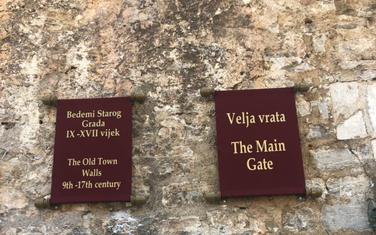 Bedemi Starog
Grada
IX -XVII vijek
The Old Town
Walls
9th -17th century
Velja vrata
The Main
Gate